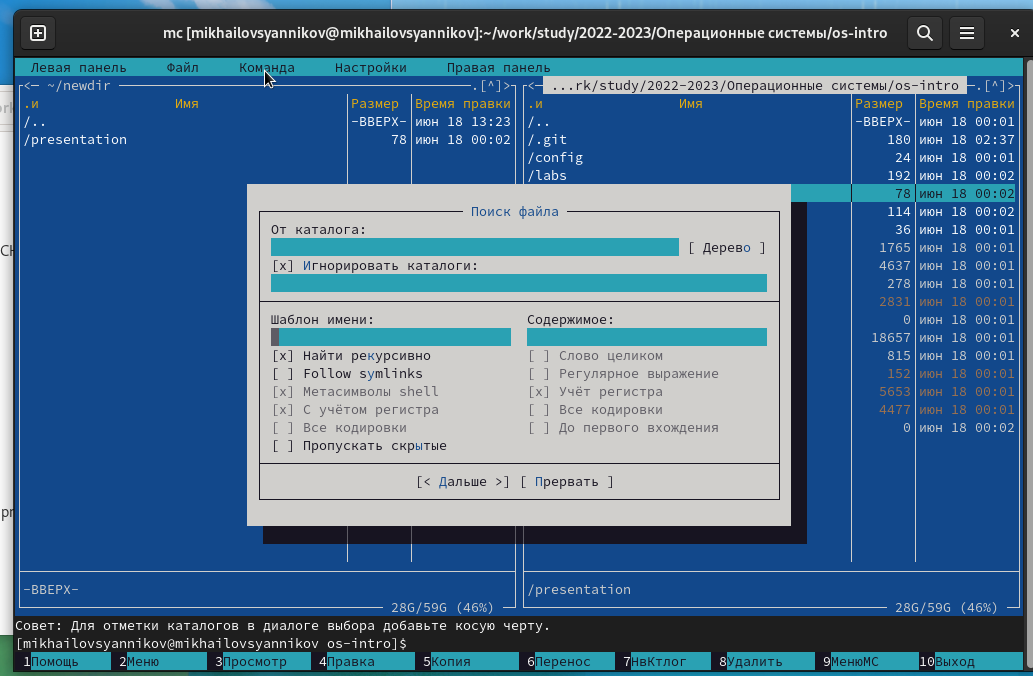 mc [mikhailovsyannikov@mikhailovsyannikov]:~/work/study/2022-2023/Операционные системы/os-intro
Левая панель Файл Команда Настройки Правая панель
<- ~/newdir .[^]> <- ...rk/study/2022-2023/Операционные системы/os-intro .[^]>
.и Имя Размер Время правки .и Имя Размер Время правки
/.. -ВВЕРХ- июн 18 13:23 /.. -ВВЕРХ- июн 18 00:01
/presentation 78 июн 18 00:02 /.git 180 июн 18 02:37
/config 24 июн 18 00:01
/labs 192 июн 18 00:02
78 июн 18 00:02
Поиск файла 114 июн 18 00:02
От каталога: 36 июн 18 00:01
[ Дерево ] 1765 июн 18 00:01
[x] Игнорировать каталоги: 4637 июн 18 00:01
278 июн 18 00:01
2831 июн 18 00:01
Шаблон имени: Содержимое: 0 июн 18 00:01
18657 июн 18 00:01
[x] Найти рекурсивно [ ] Слово целиком 815 июн 18 00:01
[ ] Follow symlinks [ ] Регулярное выражение 152 июн 18 00:01
[x] Метасимволы shell [x] Учёт регистра 5653 июн 18 00:01
[x] С учётом регистра [ ] Все кодировки 4477 июн 18 00:01
[ ] Все кодировки [ ] До первого вхождения 0 июн 18 00:02
[ ] Пропускать скрытые
[< Дальше >] [ Прервать ]
-ВВЕРХ- /presentation
28G/59G (46%) 28G/59G (46%)
Совет: Для отметки каталогов в диалоге выбора добавьте косую черту.
[mikhailovsyannikov@mikhailovsyannikov os-intro]$
1Помощь 2Меню 3Просмотр 4Правка 5Копия 6Перенос 7НвКтлог 8Удалить 9МенюМС 10Выход